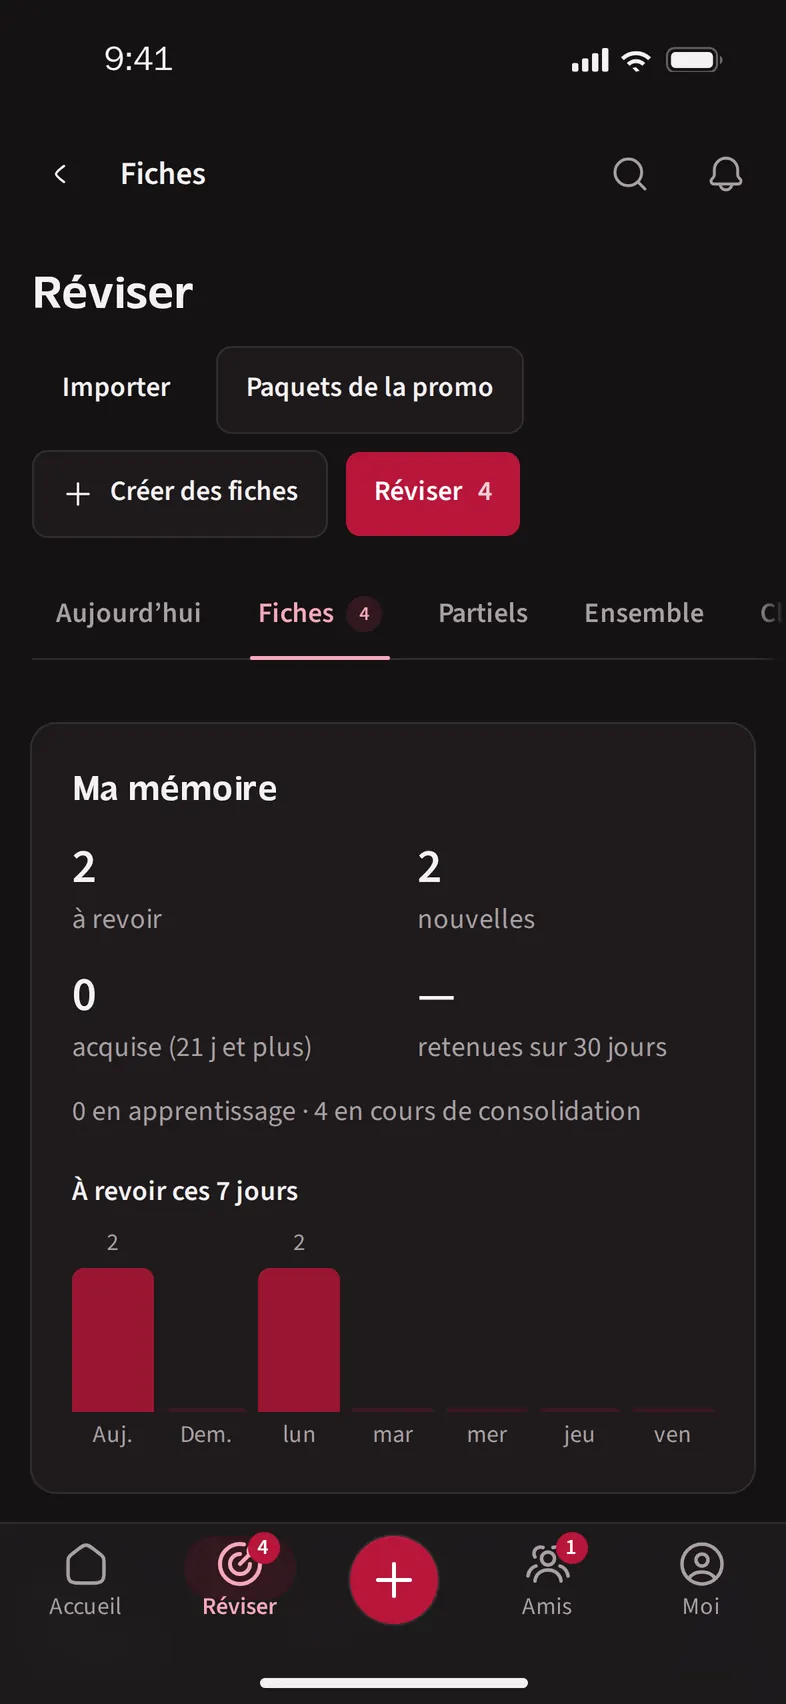 9:41
Fiches
Réviser
Importer
Paquets de la promo
Créer des fiches
Réviser 4
Aujourd’hui
Fiches 4
Partiels
Ensemble
Ma mémoire
2
à revoir
2
nouvelles
0
acquise (21 j et plus)
—
retenues sur 30 jours
0 en apprentissage · 4 en cours de consolidation
À revoir ces 7 jours
2
2
Auj.
Dem.
lun
mar
mer
jeu
ven
Accueil
4
Réviser
1
Amis
Moi